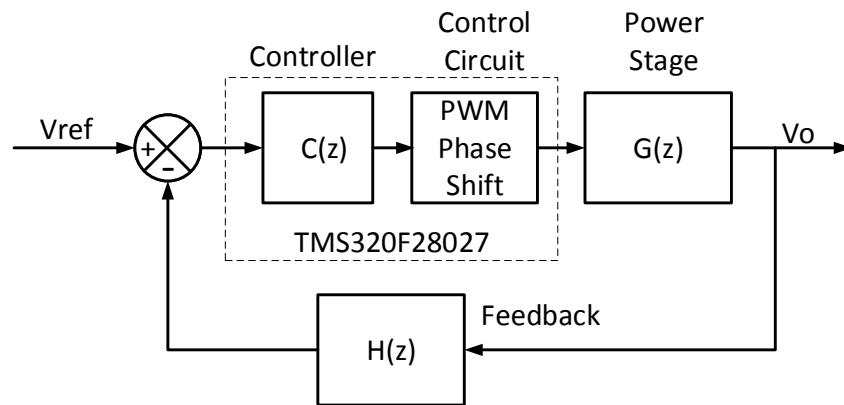 Controller
Control
Circuit
Power
Stage
Vref
+
-
C(z)
PWM
Phase
Shift
G(z)
Vo
TMS320F28027
Feedback
H(z)